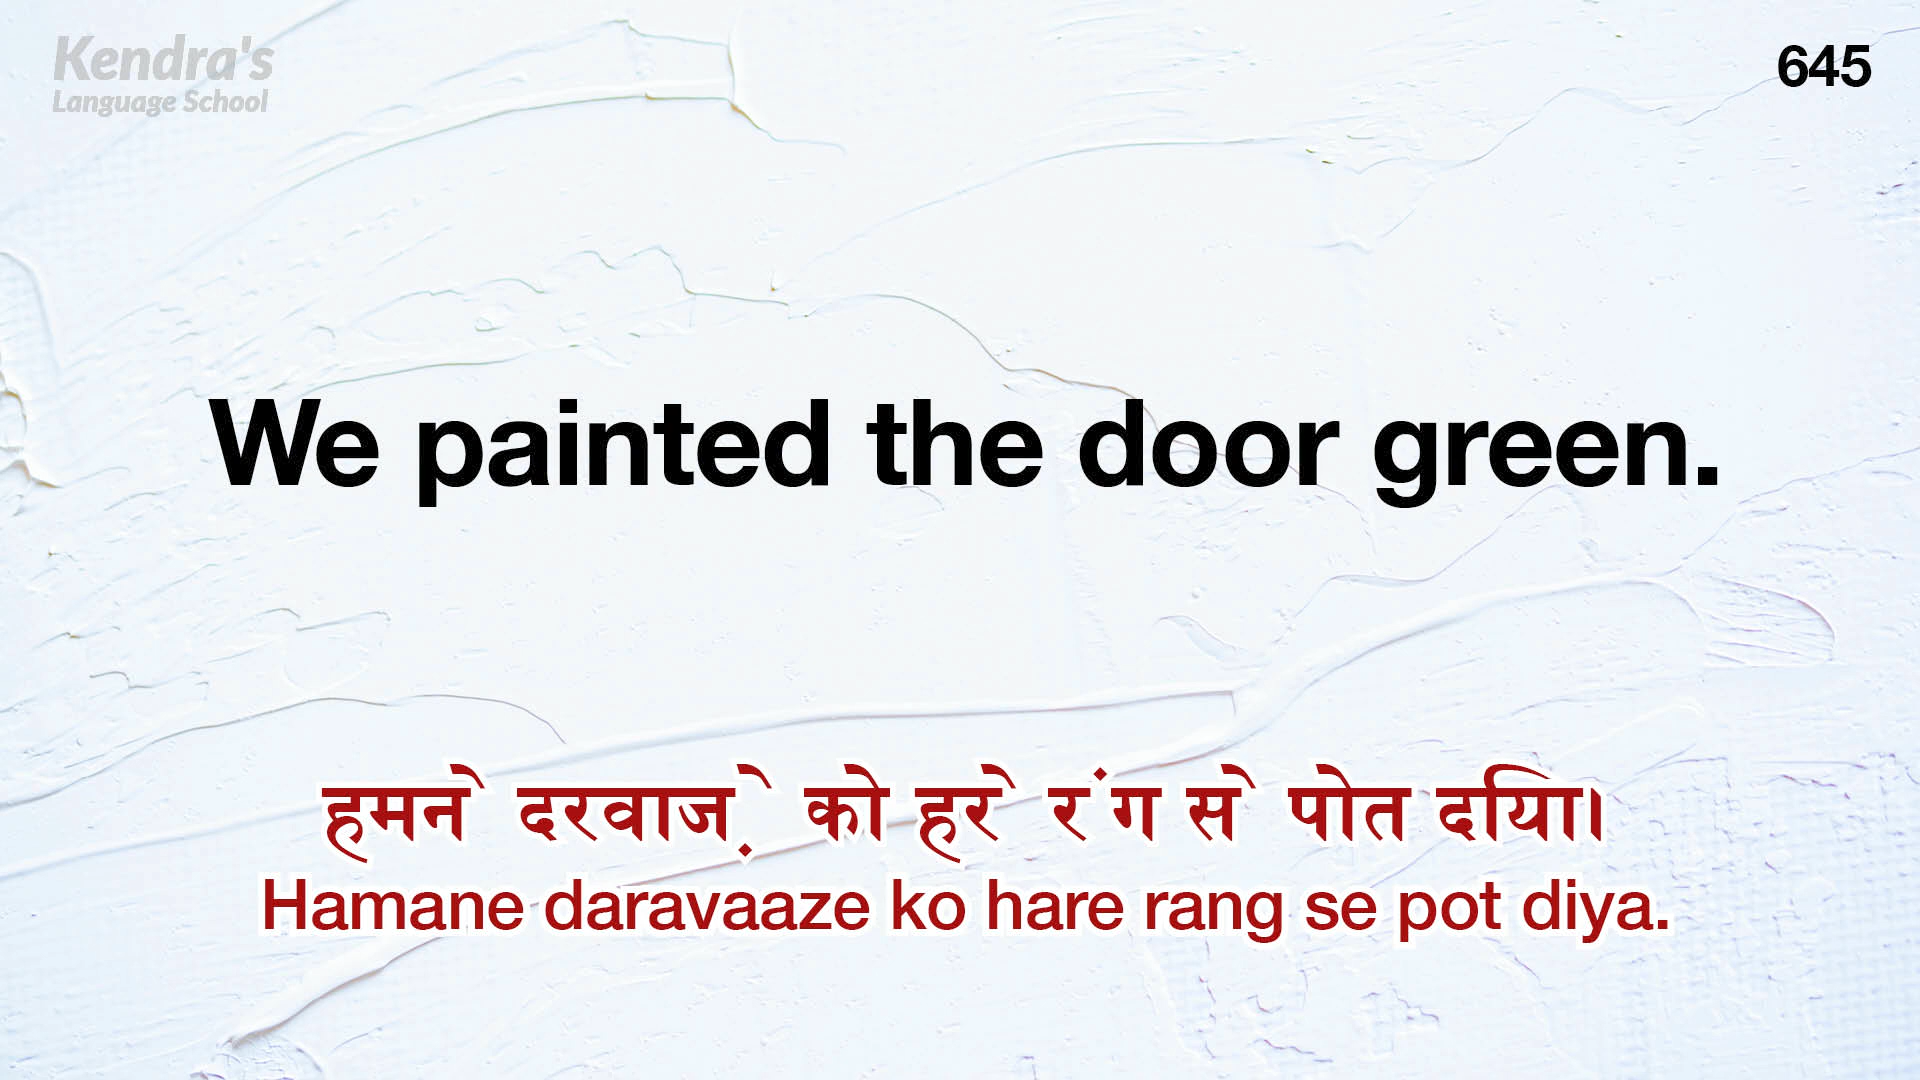 Kendra's
Language School
645
We painted the door green.
हमने दरवाज़े को हरे रंग से पोत दिया।
Hamane daravaaze ko hare rang se pot diya.